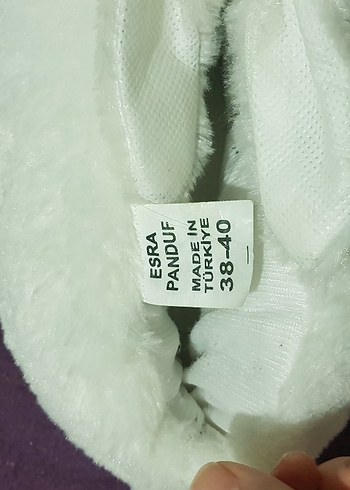 ESRA
PANDUF
MADE IN
TÜRKİYE
38-40